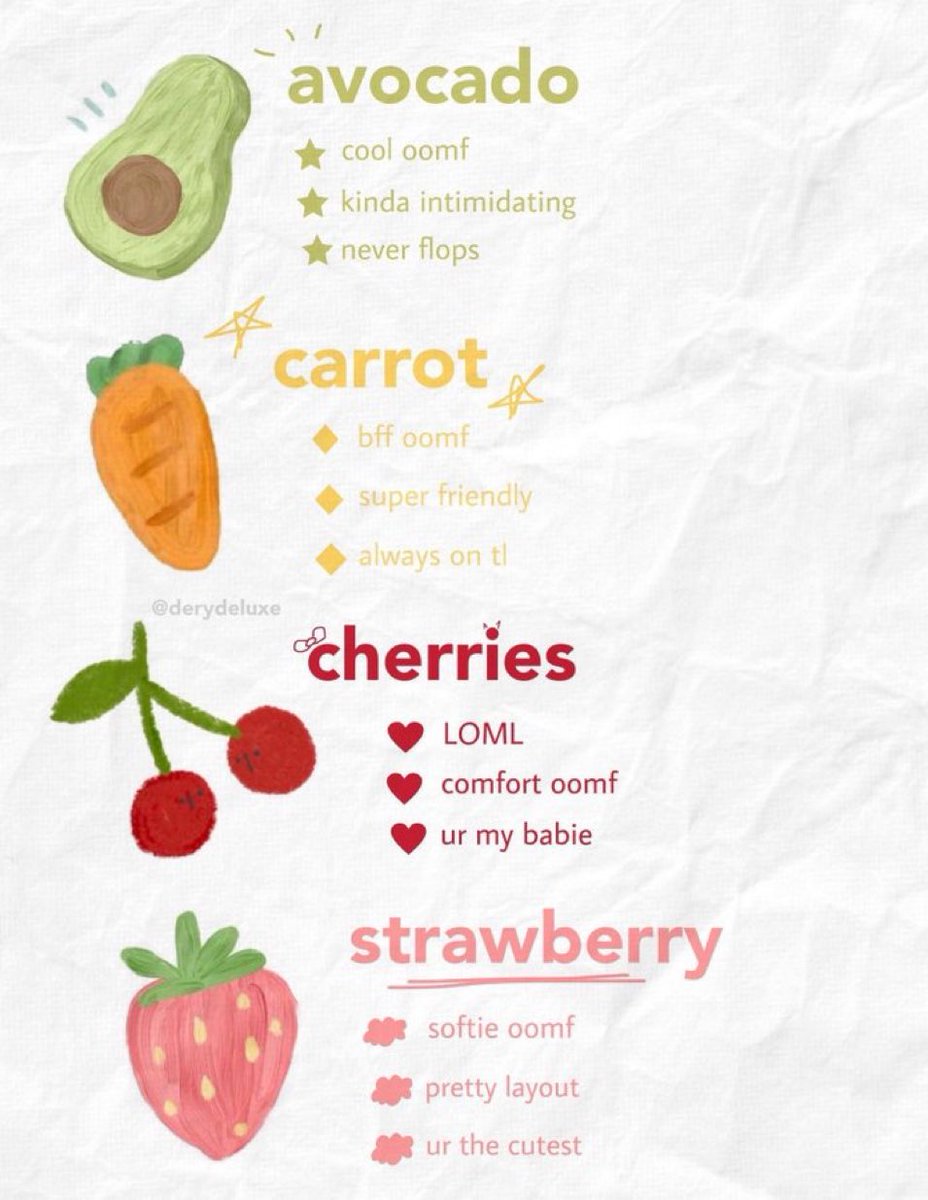 avocado
cool oomf
kinda intimidating
never flops
carrot
bff oomf
super friendly
always on tl
@derydeluxe
cherries
LOML
comfort oomf
ur my babie
strawberry
softie oomf
pretty layout
ur the cutest